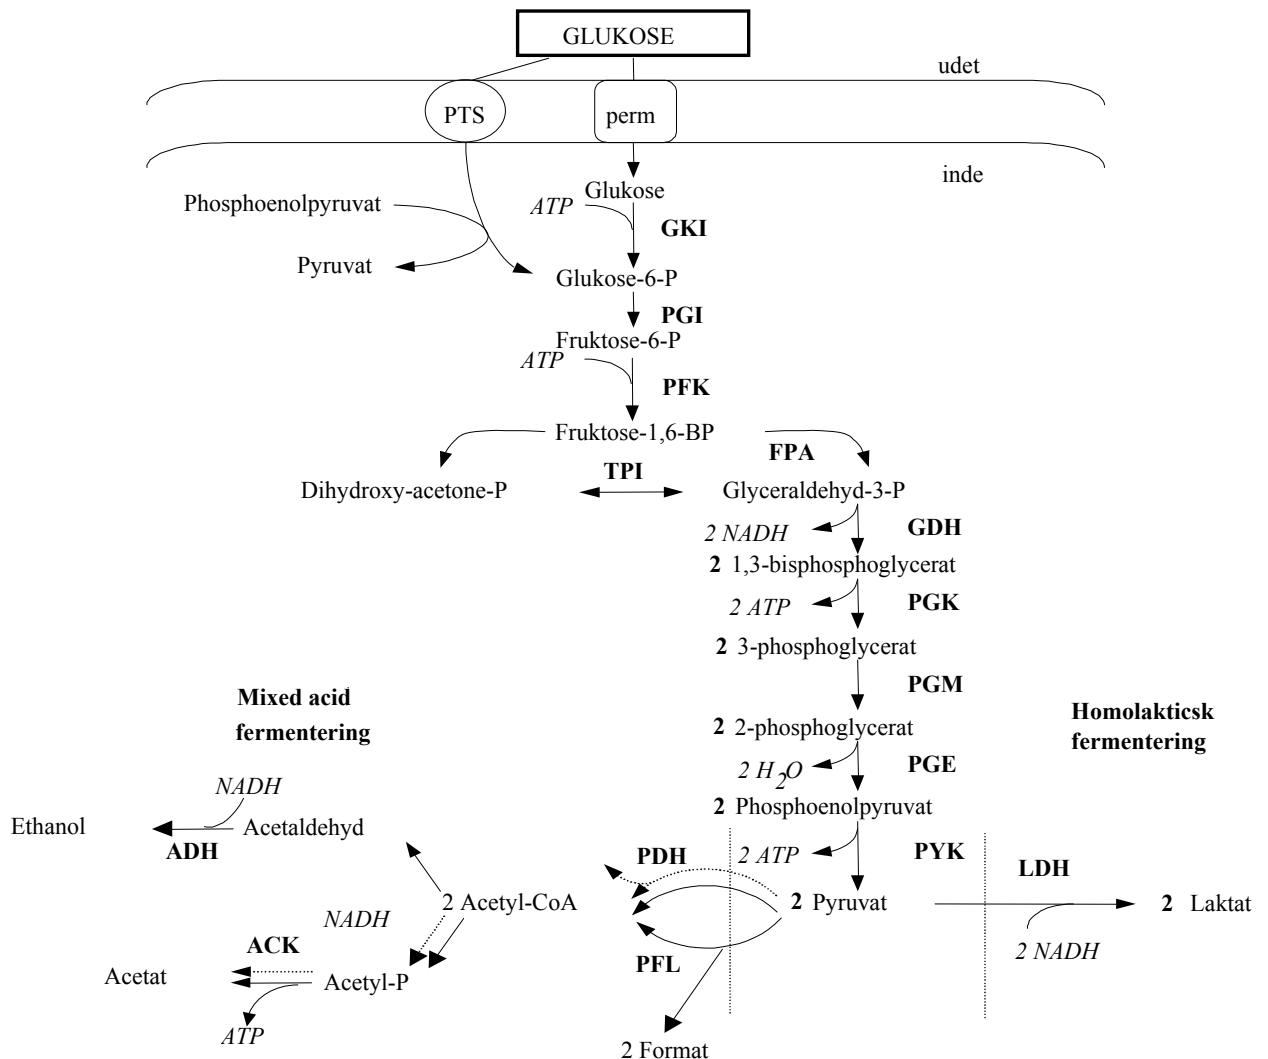 GLUKOSE
udet
PTS
perm
inde
Glukose
Phosphoenolpyruvat
ATP
GKI
Pyruvat
Glukose-6-P
PGI
Fruktose-6-P
ATP
PFK
Fruktose-1,6-BP
FPA
TPI
Dihydroxy-acetone-P
Glyceraldehyd-3-P
2 NADH
GDH
2 1,3-bisphosphoglycerat
2 ATP
PGK
2 3-phosphoglycerat
PGM
Mixed acid
fermentering
Homolakticsk
fermentering
2 2-phosphoglycerat
2 H2O
PGE
NADH
2 Phosphoenolpyruvat
Ethanol
Acetaldehyd
ADH
PDH
2 ATP
PYK
LDH
2 Acetyl-CoA
2 Pyruvat
2 Laktat
NADH
ACK
PFL
2 NADH
Acetat
Acetyl-P
ATP
2 Format